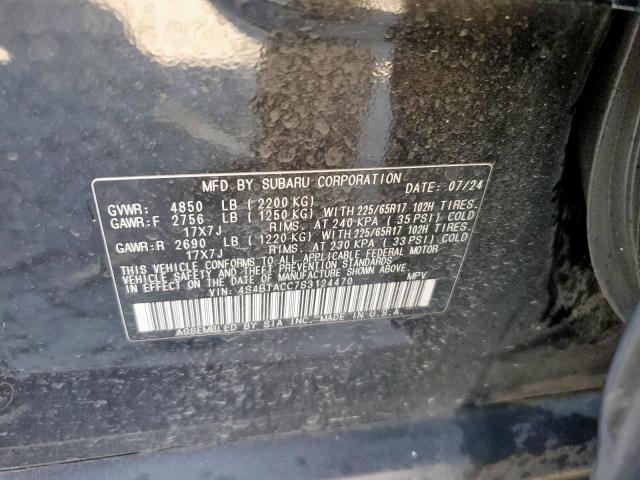 MFD BY SUBARU CORPORATION DATE: 07/24
GVWR: 4850 LB (2200 KG)
GAWR:F 2756 LB (1250 KG) WITH 225/65R17 102H TIRES.
17X7J RIMS AT 240 KPA (35 PSI) COLD
GAWR:R 2690 LB (1220 KG) WITH 225/65R17 102H TIRES.
17X7J RIMS AT 230 KPA (33 PSI) COLD
THIS VEHICLE CONFORMS TO ALL APPLICABLE FEDERAL MOTOR
VEHICLE SAFETY AND THEFT PREVENTION STANDARDS IN EFFECT
ON THE DATE OF MANUFACTURE SHOWN ABOVE.
VIN: 4S4BTACC7S3124470 MPV
ASSEMBLED BY SIA INC. MADE IN U.S.A.